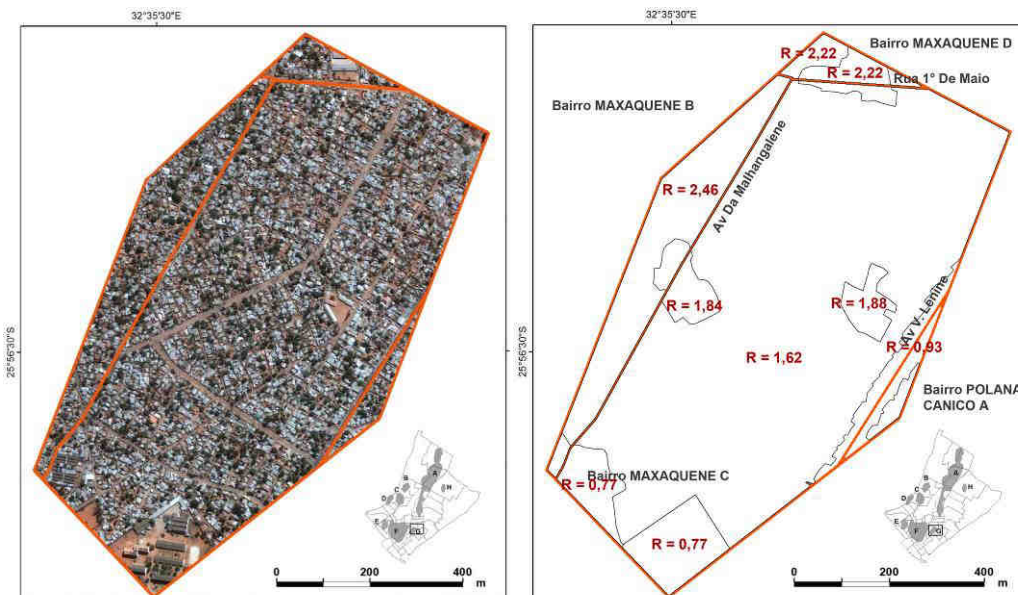 32°35'30"E
25°56'30"S
A
B
C
D
H
E
F
G
0 200 400
m
32°35'30"E
25°56'30"S
Bairro MAXAQUENE D
R = 2,22
R = 2,22
Rua 1º De Maio
Bairro MAXAQUENE B
Av Da Malhangalene
R = 2,46
R = 1,84
R = 1,88
Av V. Lenine
R = 0,93
R = 1,62
Bairro POLANA
CANICO A
Bairro MAXAQUENE C
R = 0,77
R = 0,77
A
B
C
D
H
E
F
G
0 200 400
m